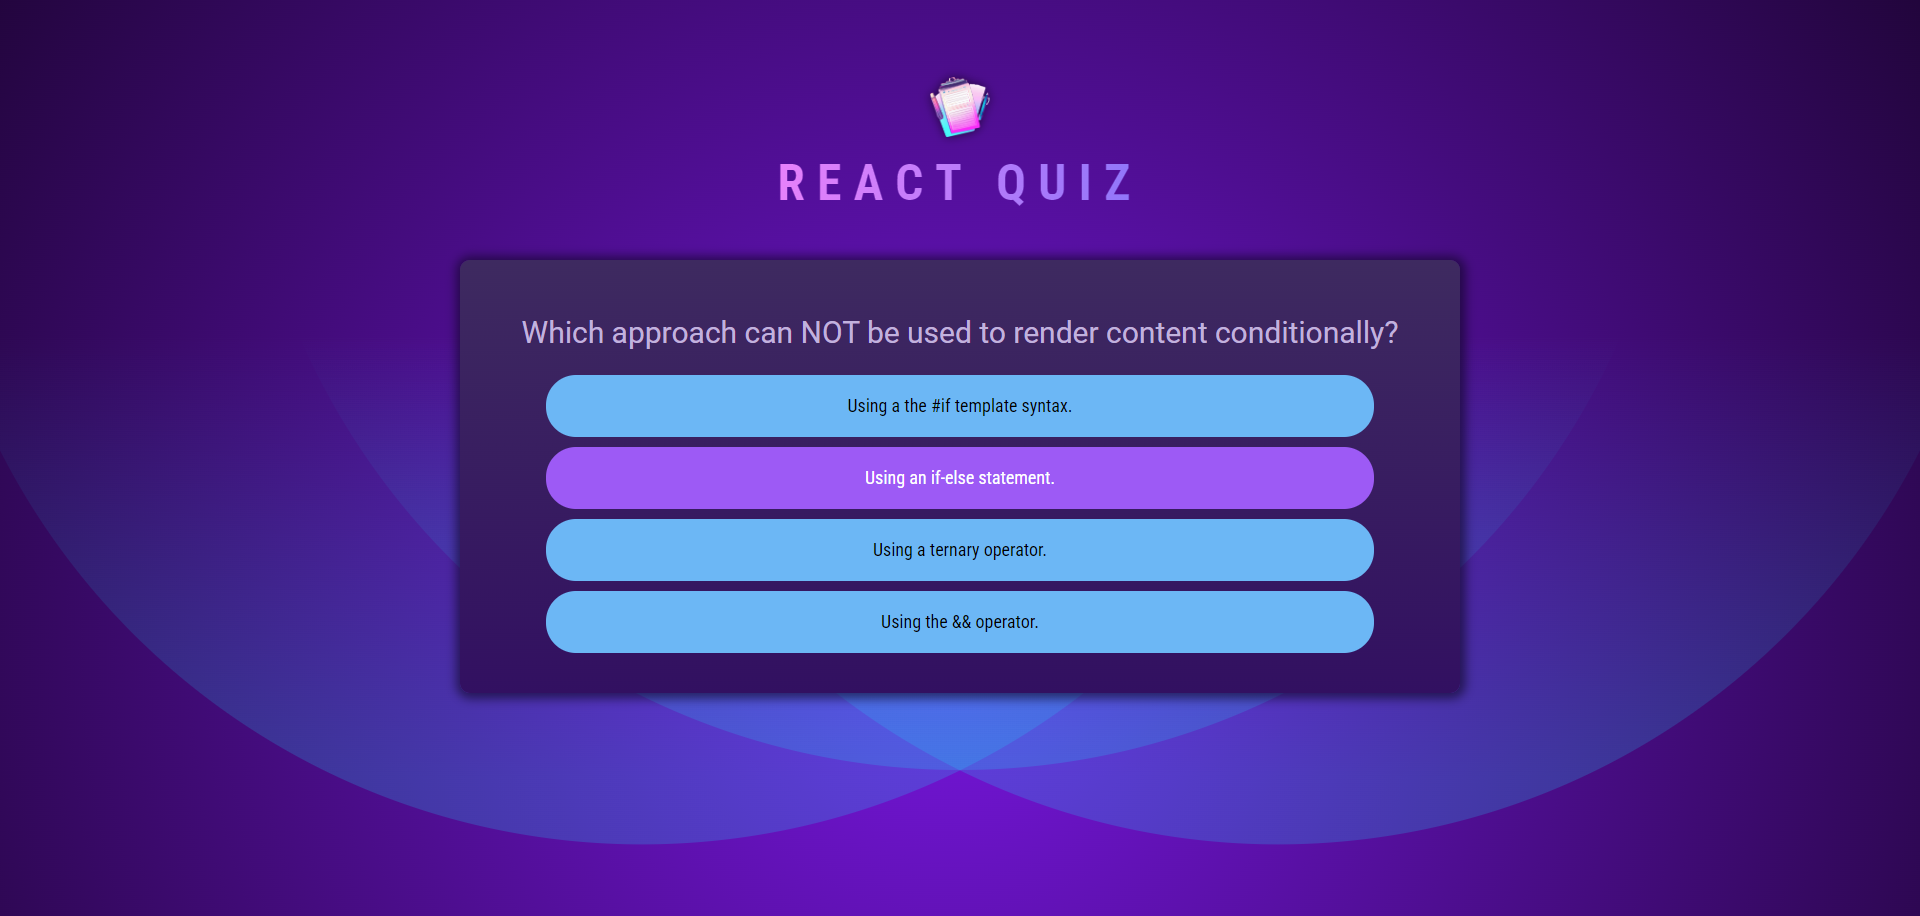 REACT QUIZ
Which approach can NOT be used to render content conditionally?
Using a the #if template syntax.
Using an if-else statement.
Using a ternary operator.
Using the && operator.